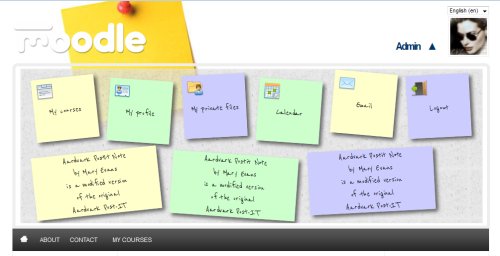 English (en)
moodle
Admin ▲
My courses
My profile
My private files
Calendar
Email
Logout
Aardvark Postit Note
by Mary Evans
is a modified version
of the original
Aardvark Post-IT
Aardvark Postit Note
by Mary Evans
is a modified version
of the original
Aardvark Post-IT
Aardvark Postit Note
by Mary Evans
is a modified version
of the original
Aardvark Post-IT
ABOUT CONTACT MY COURSES